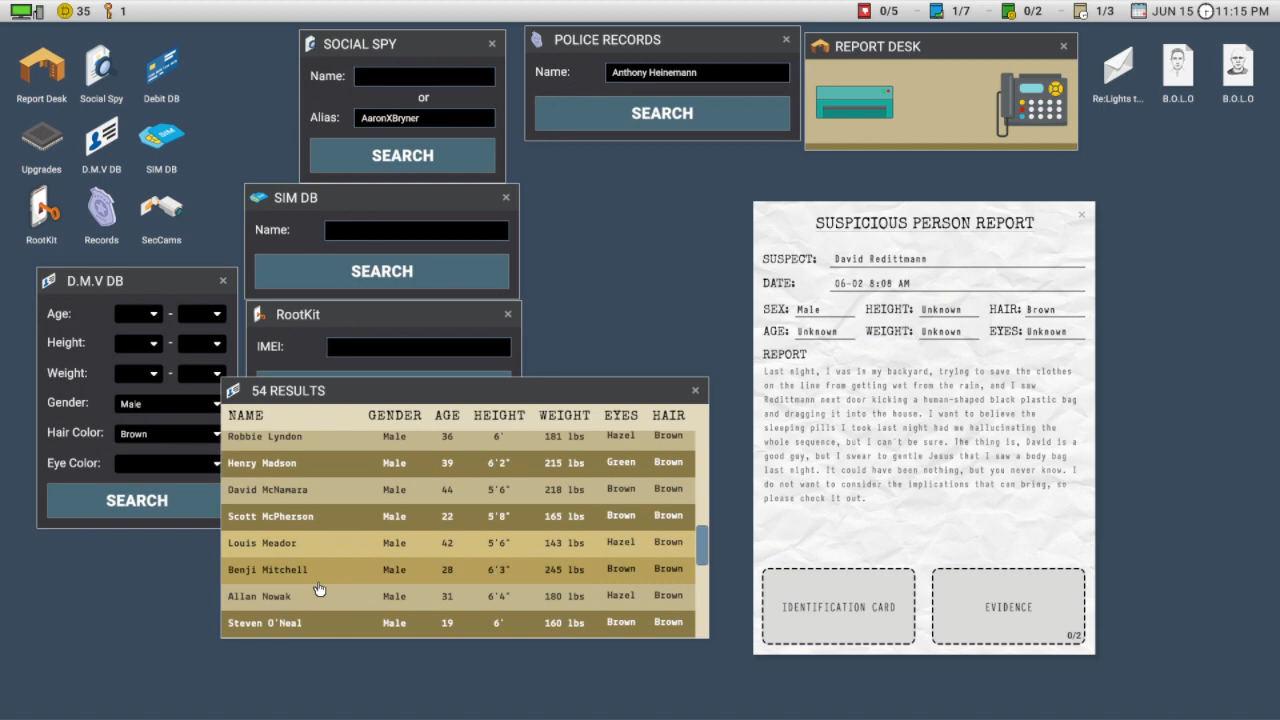 35
1
0/5
1/7
0/2
1/3
JUN 15
11:15 PM
Report Desk
Social Spy
Debit DB
Upgrades
D.M.V DB
SIM DB
RootKit
Records
SecCams
SOCIAL SPY
Name:
or
Alias: AaronXBryner
SEARCH
POLICE RECORDS
Name: Anthony Heinemann
SEARCH
REPORT DESK
Re:Lights t...
B.O.L.O
B.O.L.O
SIM DB
Name:
SEARCH
RootKit
IMEI:
D.M.V DB
Age: -
Height: -
Weight: -
Gender: Male
Hair Color: Brown
Eye Color:
SEARCH
54 RESULTS
NAME GENDER AGE HEIGHT WEIGHT EYES HAIR
Robbie Lyndon Male 36 6' 181 lbs Hazel Brown
Henry Madson Male 39 6'2" 215 lbs Green Brown
David McNamara Male 44 5'6" 218 lbs Brown Brown
Scott McPherson Male 22 5'8" 165 lbs Brown Brown
Louis Meador Male 42 5'6" 143 lbs Hazel Brown
Benji Mitchell Male 28 6'3" 245 lbs Brown Brown
Allan Nowak Male 31 6'4" 180 lbs Hazel Brown
Steven O'Neal Male 19 6' 160 lbs Brown Brown
SUSPICIOUS PERSON REPORT
SUSPECT: David Redittmann
DATE: 06-02 8:08 AM
SEX: Male HEIGHT: Unknown HAIR: Brown
AGE: Unknown WEIGHT: Unknown EYES: Unknown
REPORT
Last night, I was in my backyard, trying to save the clothes
on the line from getting wet from the rain, and I saw
Redittmann next door kicking a human-shaped black plastic bag
and dragging it into the house. I want to believe the
sleeping pills I took last night had me hallucinating the
whole sequence, but I can't be sure. The thing is, David is a
good guy, but I swear to gentle Jesus that I saw a body bag
last night. It could have been nothing, but you never know. I
do not want to consider the implications that can bring, so
please check it out.
IDENTIFICATION CARD
EVIDENCE
0/2